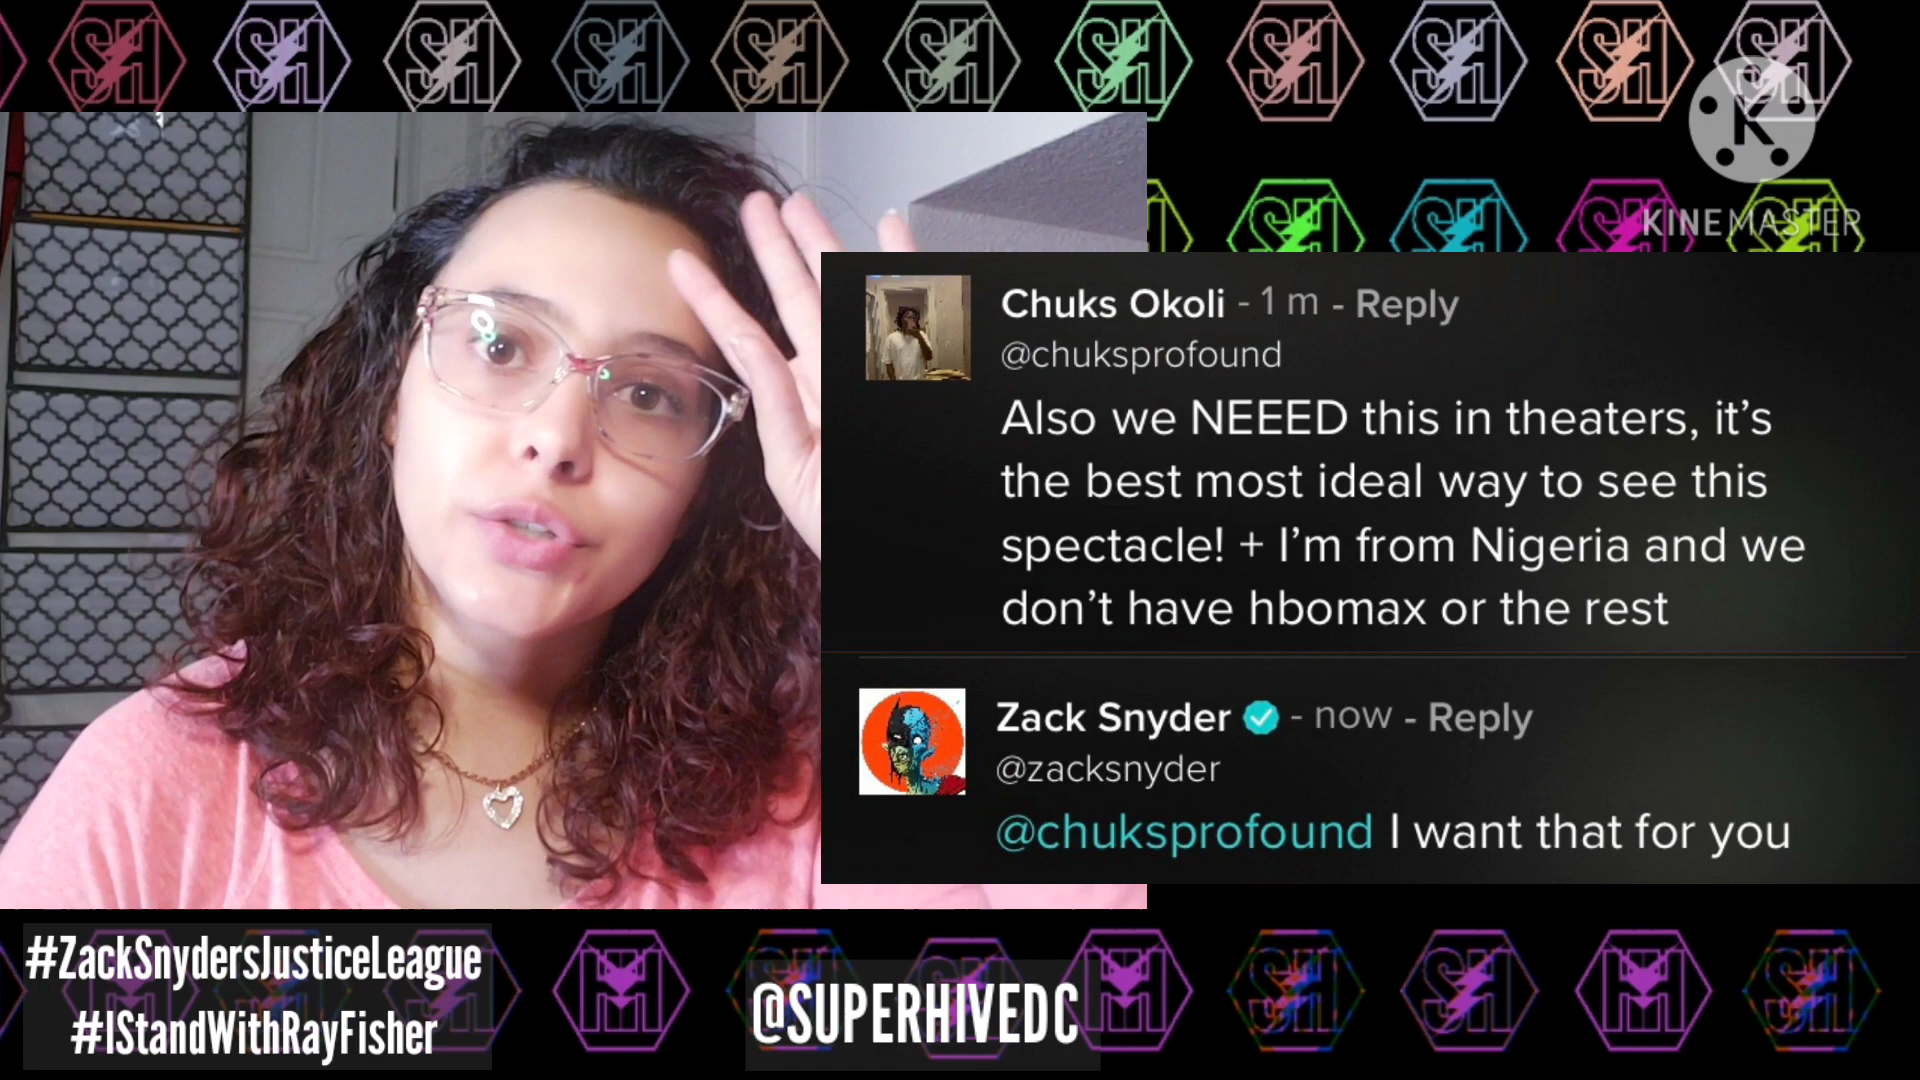 KINEMASTER
Chuks Okoli - 1 m - Reply
@chuksprofound
Also we NEEED this in theaters, it's
the best most ideal way to see this
spectacle! + I'm from Nigeria and we
don't have hbomax or the rest
Zack Snyder - now - Reply
@zacksnyder
@chuksprofound I want that for you
#ZackSnydersJusticeLeague
#IStandWithRayFisher
@SUPERHIVEDC